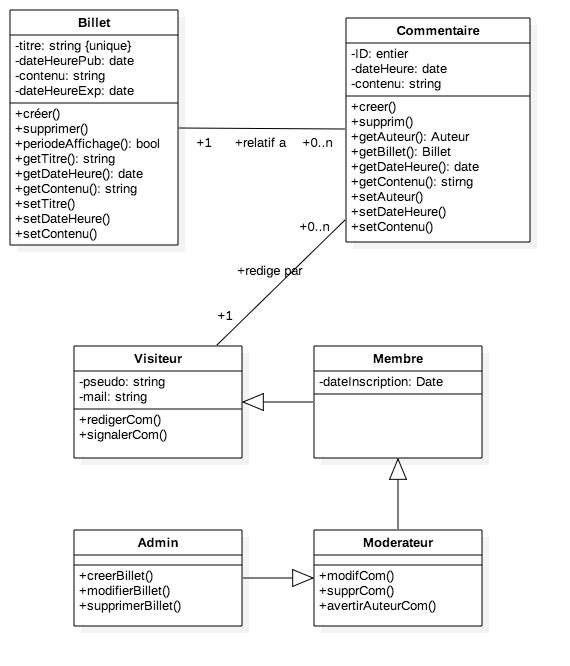 Billet
-titre: string {unique}
-dateHeurePub: date
-contenu: string
-dateHeureExp: date
+créer()
+supprimer()
+periodeAffichage(): bool
+getTitre(): string
+getDateHeure(): date
+getContenu(): string
+setTitre()
+setDateHeure()
+setContenu()
Commentaire
-ID: entier
-dateHeure: date
-contenu: string
+creer()
+supprim()
+getAuteur(): Auteur
+getBillet(): Billet
+getDateHeure(): date
+getContenu(): stirng
+setAuteur()
+setDateHeure()
+setContenu()
+1
+relatif a
+0..n
+0..n
+redige par
+1
Visiteur
-pseudo: string
-mail: string
+redigerCom()
+signalerCom()
Membre
-dateInscription: Date
Admin
+creerBillet()
+modifierBillet()
+supprimerBillet()
Moderateur
+modifCom()
+supprCom()
+avertirAuteurCom()